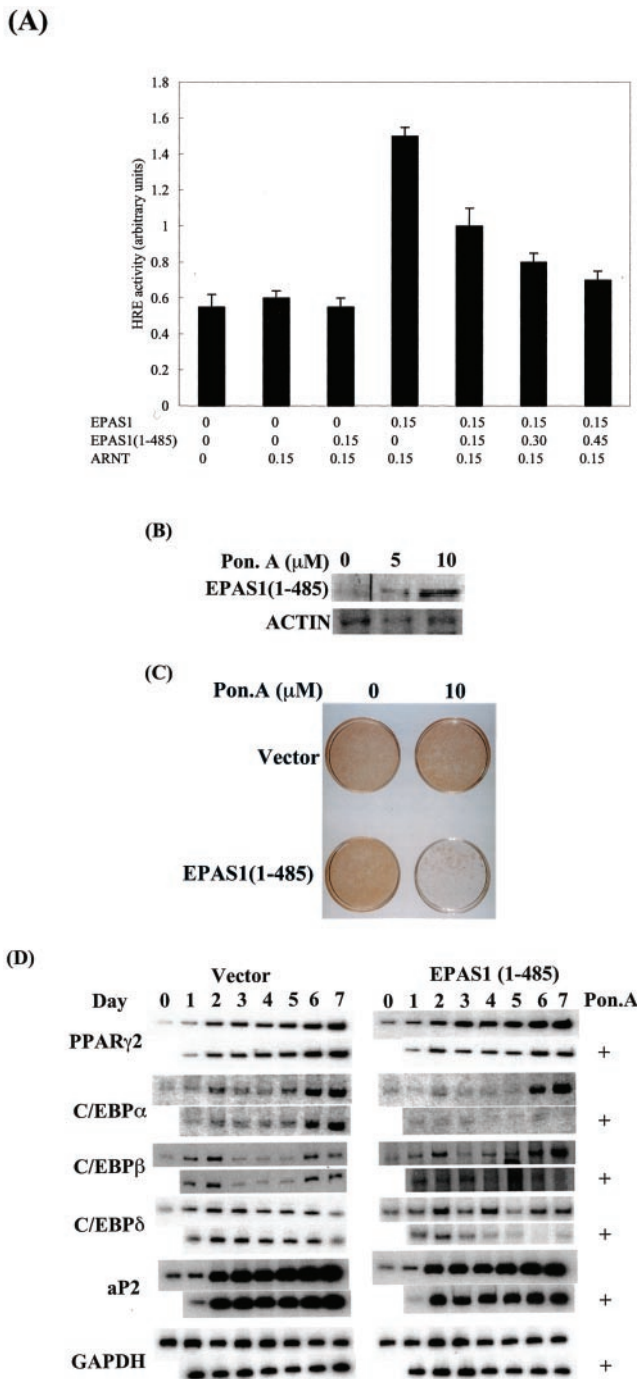 (A)
1.8
1.6
1.4
1.2
1
0.8
0.6
0.4
0.2
0
HRE activity (arbitrary units)
EPAS1 0 0 0 0.15 0.15 0.15 0.15
EPAS1(1-485) 0 0 0.15 0 0.15 0.30 0.45
ARNT 0 0.15 0.15 0.15 0.15 0.15 0.15
(B)
Pon. A (μM) 0 5 10
EPAS1(1-485)
ACTIN
(C)
Pon.A (μM) 0 10
Vector
EPAS1(1-485)
(D)
Vector EPAS1 (1-485)
Day 0 1 2 3 4 5 6 7 0 1 2 3 4 5 6 7 Pon.A
PPARγ2
+
C/EBPα
+
C/EBPβ
+
C/EBPδ
+
aP2
+
GAPDH
+